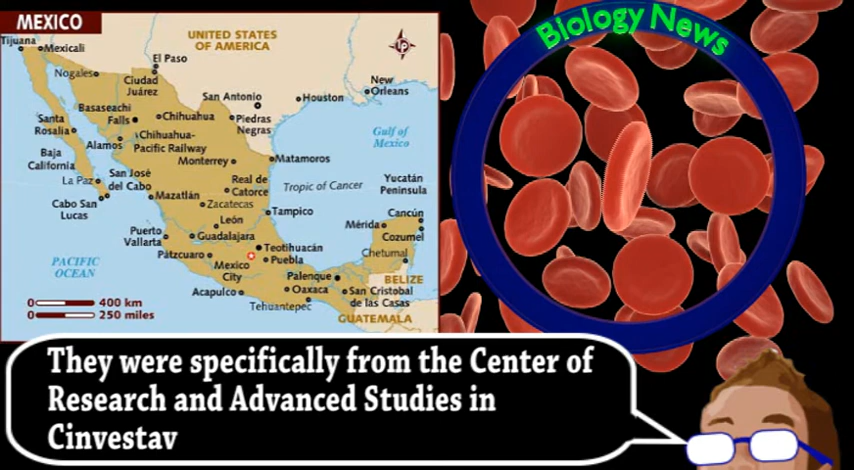 MEXICO
Tijuana
Mexicali
UNITED STATES
OF AMERICA
El Paso
Nogales
Ciudad
Juárez
San Antonio
Houston
New
Orleans
Basaseachi
Falls
Chihuahua
Piedras
Negras
Santa
Rosalia
Chihuahua-
Pacific Railway
Gulf of
Mexico
Alamos
Baja
California
Monterrey
Matamoros
La Paz
San José
del Cabo
Real de
Catorce
Tropic of Cancer
Yucatán
Peninsula
Cabo San
Lucas
Mazatlán
Zacatecas
Tampico
Cancún
León
Mérida
Cozumel
Puerto
Vallarta
Guadalajara
Teotihuacán
Chetumal
Pátzcuaro
Puebla
Mexico
City
PACIFIC
OCEAN
Palenque
BELIZE
Acapulco
Oaxaca
San Cristobal
de las Casas
Tehuantepec
GUATEMALA
0 400 km
0 250 miles
Biology News
They were specifically from the Center of
Research and Advanced Studies in
Cinvestav